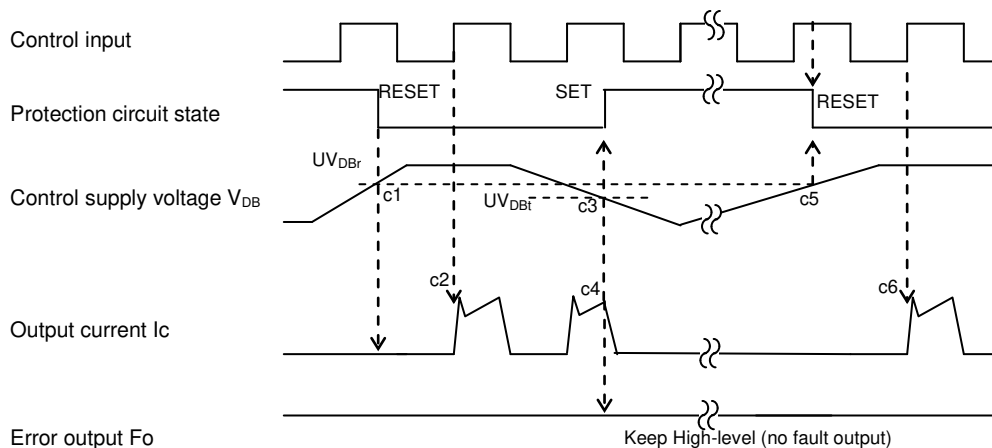 Control input
RESET
SET
RESET
Protection circuit state
UVDBr
c1
Control supply voltage VDB
UVDBt
c3
c5
c2
c4
c6
Output current Ic
Error output Fo
Keep High-level (no fault output)